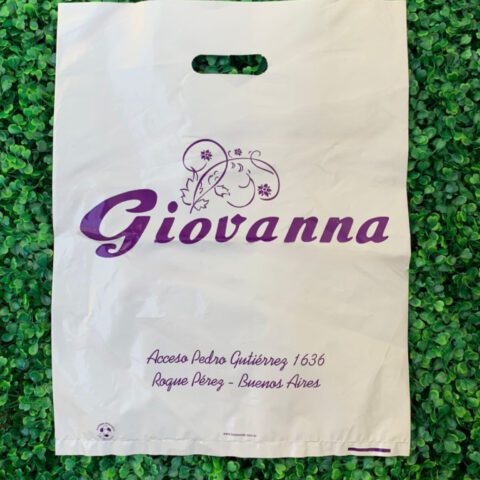 Giovanna
Acceso Pedro Gutiérrez 1636
Roque Pérez - Buenos Aires